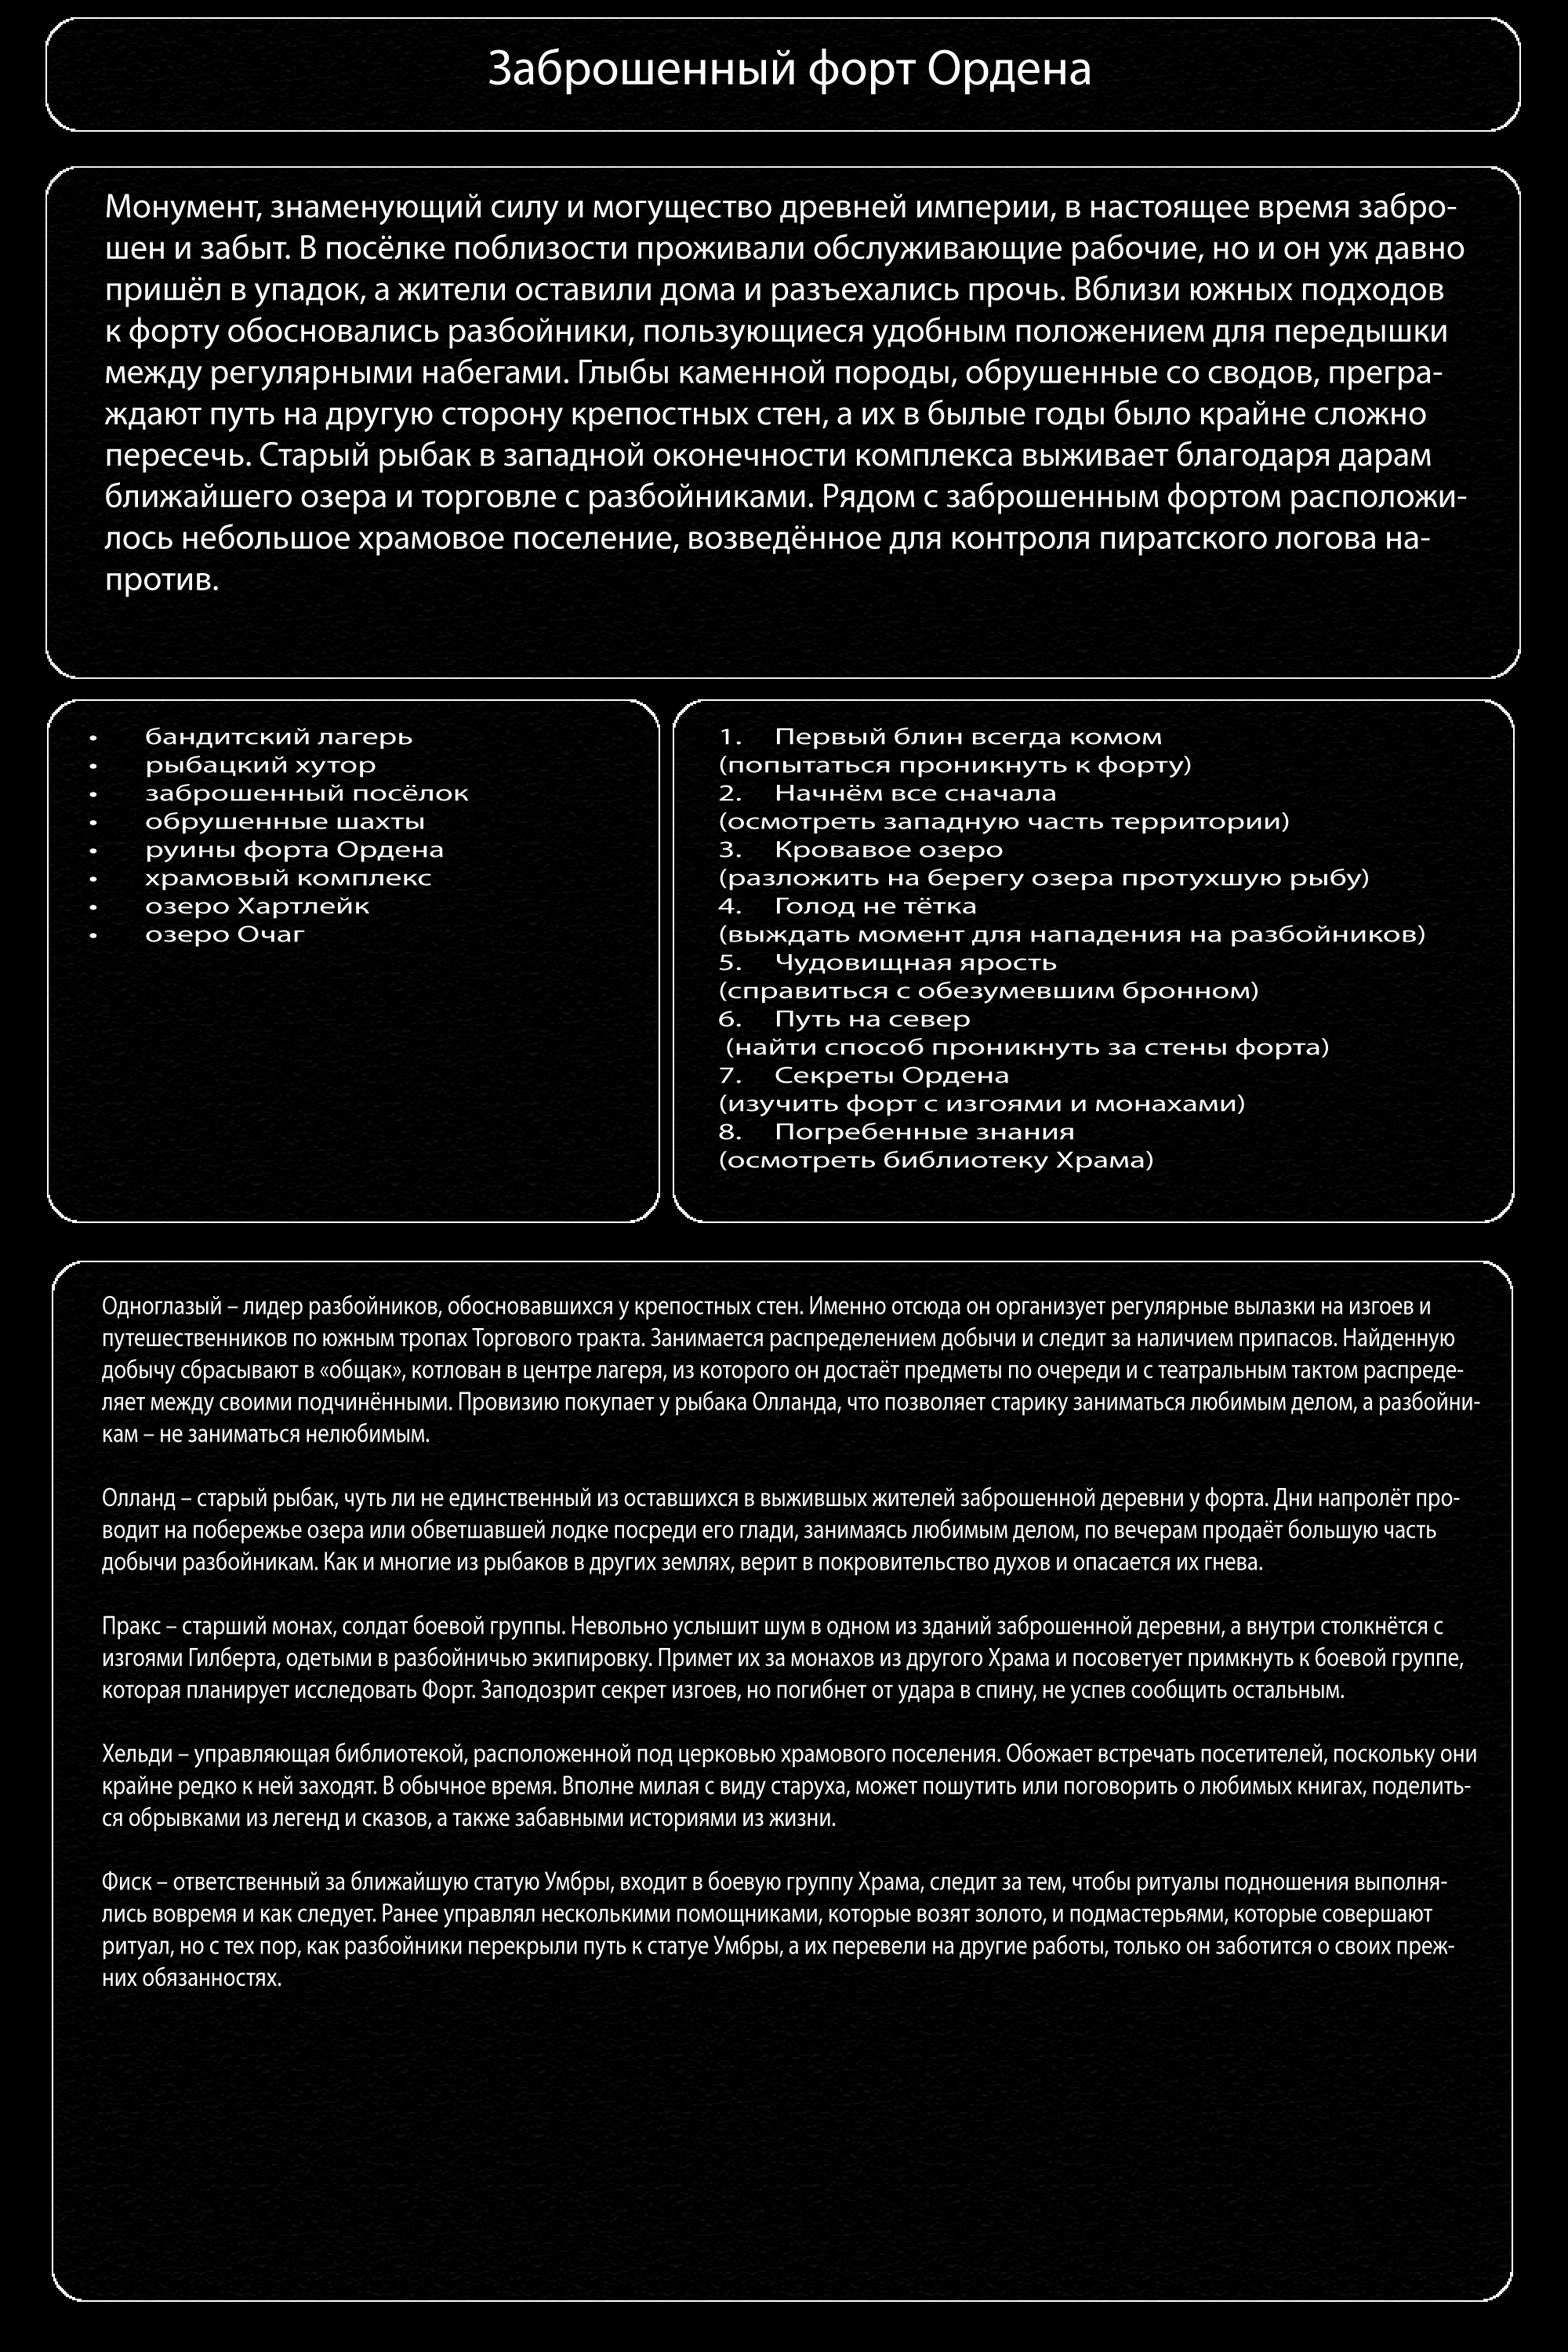 Заброшенный форт Ордена
Монумент, знаменующий силу и могущество древней империи, в настоящее время забро-
шен и забыт. В посёлке поблизости проживали обслуживающие рабочие, но и он уж давно
пришёл в упадок, а жители оставили дома и разъехались прочь. Вблизи южных подходов
к форту обосновались разбойники, пользующиеся удобным положением для передышки
между регулярными набегами. Глыбы каменной породы, обрушенные со сводов, прегра-
ждают путь на другую сторону крепостных стен, а их в былые годы было крайне сложно
пересечь. Старый рыбак в западной оконечности комплекса выживает благодаря дарам
ближайшего озера и торговле с разбойниками. Рядом с заброшенным фортом расположи-
лось небольшое храмовое поселение, возведённое для контроля пиратского логова на-
против.
• бандитский лагерь
• рыбацкий хутор
• заброшенный посёлок
• обрушенные шахты
• руины форта Ордена
• храмовый комплекс
• озеро Хартлейк
• озеро Очаг
1. Первый блин всегда комом
(попытаться проникнуть к форту)
2. Начнём все сначала
(осмотреть западную часть территории)
3. Кровавое озеро
(разложить на берегу озера протухшую рыбу)
4. Голод не тётка
(выждать момент для нападения на разбойников)
5. Чудовищная ярость
(справиться с обезумевшим бронном)
6. Путь на север
(найти способ проникнуть за стены форта)
7. Секреты Ордена
(изучить форт с изгоями и монахами)
8. Погребенные знания
(осмотреть библиотеку Храма)
Одноглазый – лидер разбойников, обосновавшихся у крепостных стен. Именно отсюда он организует регулярные вылазки на изгоев и
путешественников по южным тропах Торгового тракта. Занимается распределением добычи и следит за наличием припасов. Найденную
добычу сбрасывают в «общак», котлован в центре лагеря, из которого он достаёт предметы по очереди и с театральным тактом распреде-
ляет между своими подчинёнными. Провизию покупает у рыбака Олланда, что позволяет старику заниматься любимым делом, а разбойни-
кам – не заниматься нелюбимым.
Олланд – старый рыбак, чуть ли не единственный из оставшихся в выживших жителей заброшенной деревни у форта. Дни напролёт про-
водит на побережье озера или обветшавшей лодке посреди его глади, занимаясь любимым делом, по вечерам продаёт большую часть
добычи разбойникам. Как и многие из рыбаков в других землях, верит в покровительство духов и опасается их гнева.
Пракс – старший монах, солдат боевой группы. Невольно услышит шум в одном из зданий заброшенной деревни, а внутри столкнётся с
изгоями Гилберта, одетыми в разбойничью экипировку. Примет их за монахов из другого Храма и посоветует примкнуть к боевой группе,
которая планирует исследовать Форт. Заподозрит секрет изгоев, но погибнет от удара в спину, не успев сообщить остальным.
Хельди – управляющая библиотекой, расположенной под церковью храмового поселения. Обожает встречать посетителей, поскольку они
крайне редко к ней заходят. В обычное время. Вполне милая с виду старуха, может пошутить или поговорить о любимых книгах, поделить-
ся обрывками из легенд и сказов, а также забавными историями из жизни.
Фиск – ответственный за ближайшую статую Умбры, входит в боевую группу Храма, следит за тем, чтобы ритуалы подношения выполня-
лись вовремя и как следует. Ранее управлял несколькими помощниками, которые возят золото, и подмастерьями, которые совершают
ритуал, но с тех пор, как разбойники перекрыли путь к статуе Умбры, а их перевели на другие работы, только он заботится о своих преж-
них обязанностях.